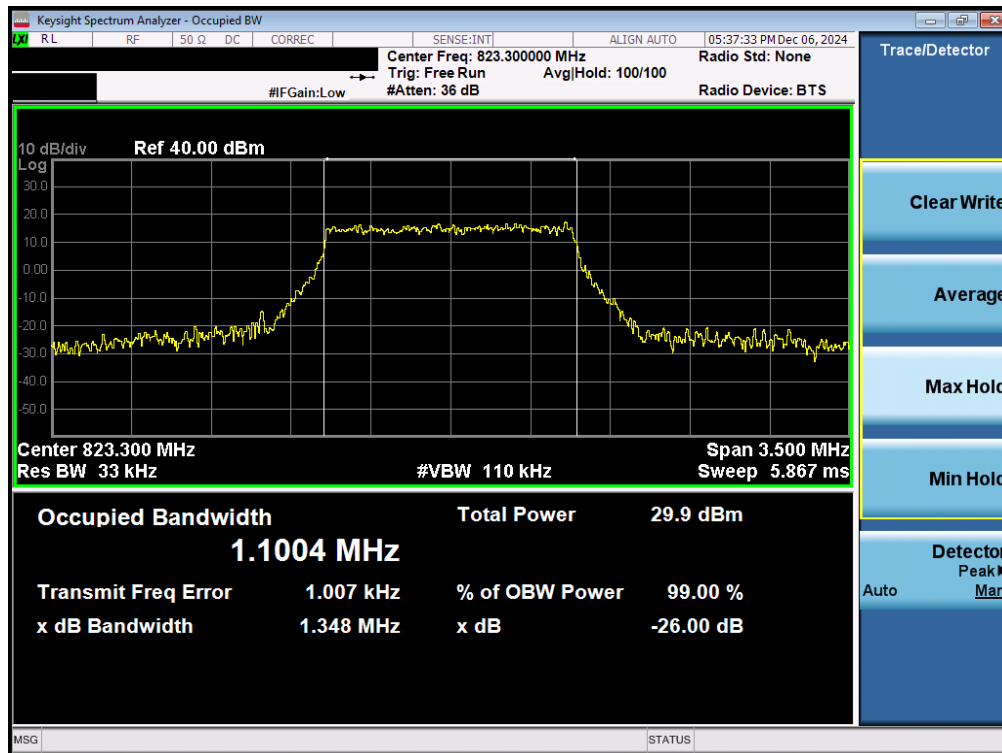 Keysight Spectrum Analyzer - Occupied BW
LXI RL RF 50 Ω DC CORREC SENSE:INT ALIGN AUTO 05:37:33 PM Dec 06, 2024
Center Freq: 823.300000 MHz Radio Std: None
Trig: Free Run Avg|Hold: 100/100
#IFGain:Low #Atten: 36 dB Radio Device: BTS
10 dB/div Ref 40.00 dBm
Log
30.0
20.0
10.0
0.00
-10.0
-20.0
-30.0
-40.0
-50.0
Center 823.300 MHz Span 3.500 MHz
Res BW 33 kHz #VBW 110 kHz Sweep 5.867 ms
Occupied Bandwidth Total Power 29.9 dBm
1.1004 MHz
Transmit Freq Error 1.007 kHz % of OBW Power 99.00 %
x dB Bandwidth 1.348 MHz x dB -26.00 dB
MSG STATUS
Trace/Detector
Clear Write
Average
Max Hold
Min Hold
Detector
Peak
Auto Man